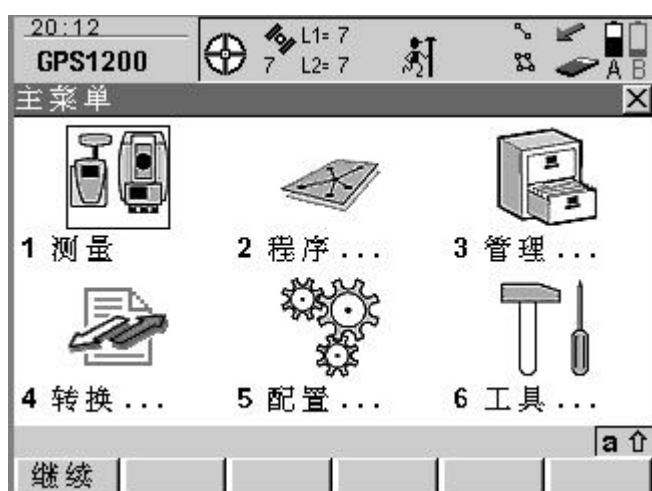 20:12
GPS1200
L1= 7
7 L2= 7
A B
主菜单
1 测量
2 程序...
3 管理...
4 转换...
5 配置...
6 工具...
a
继续